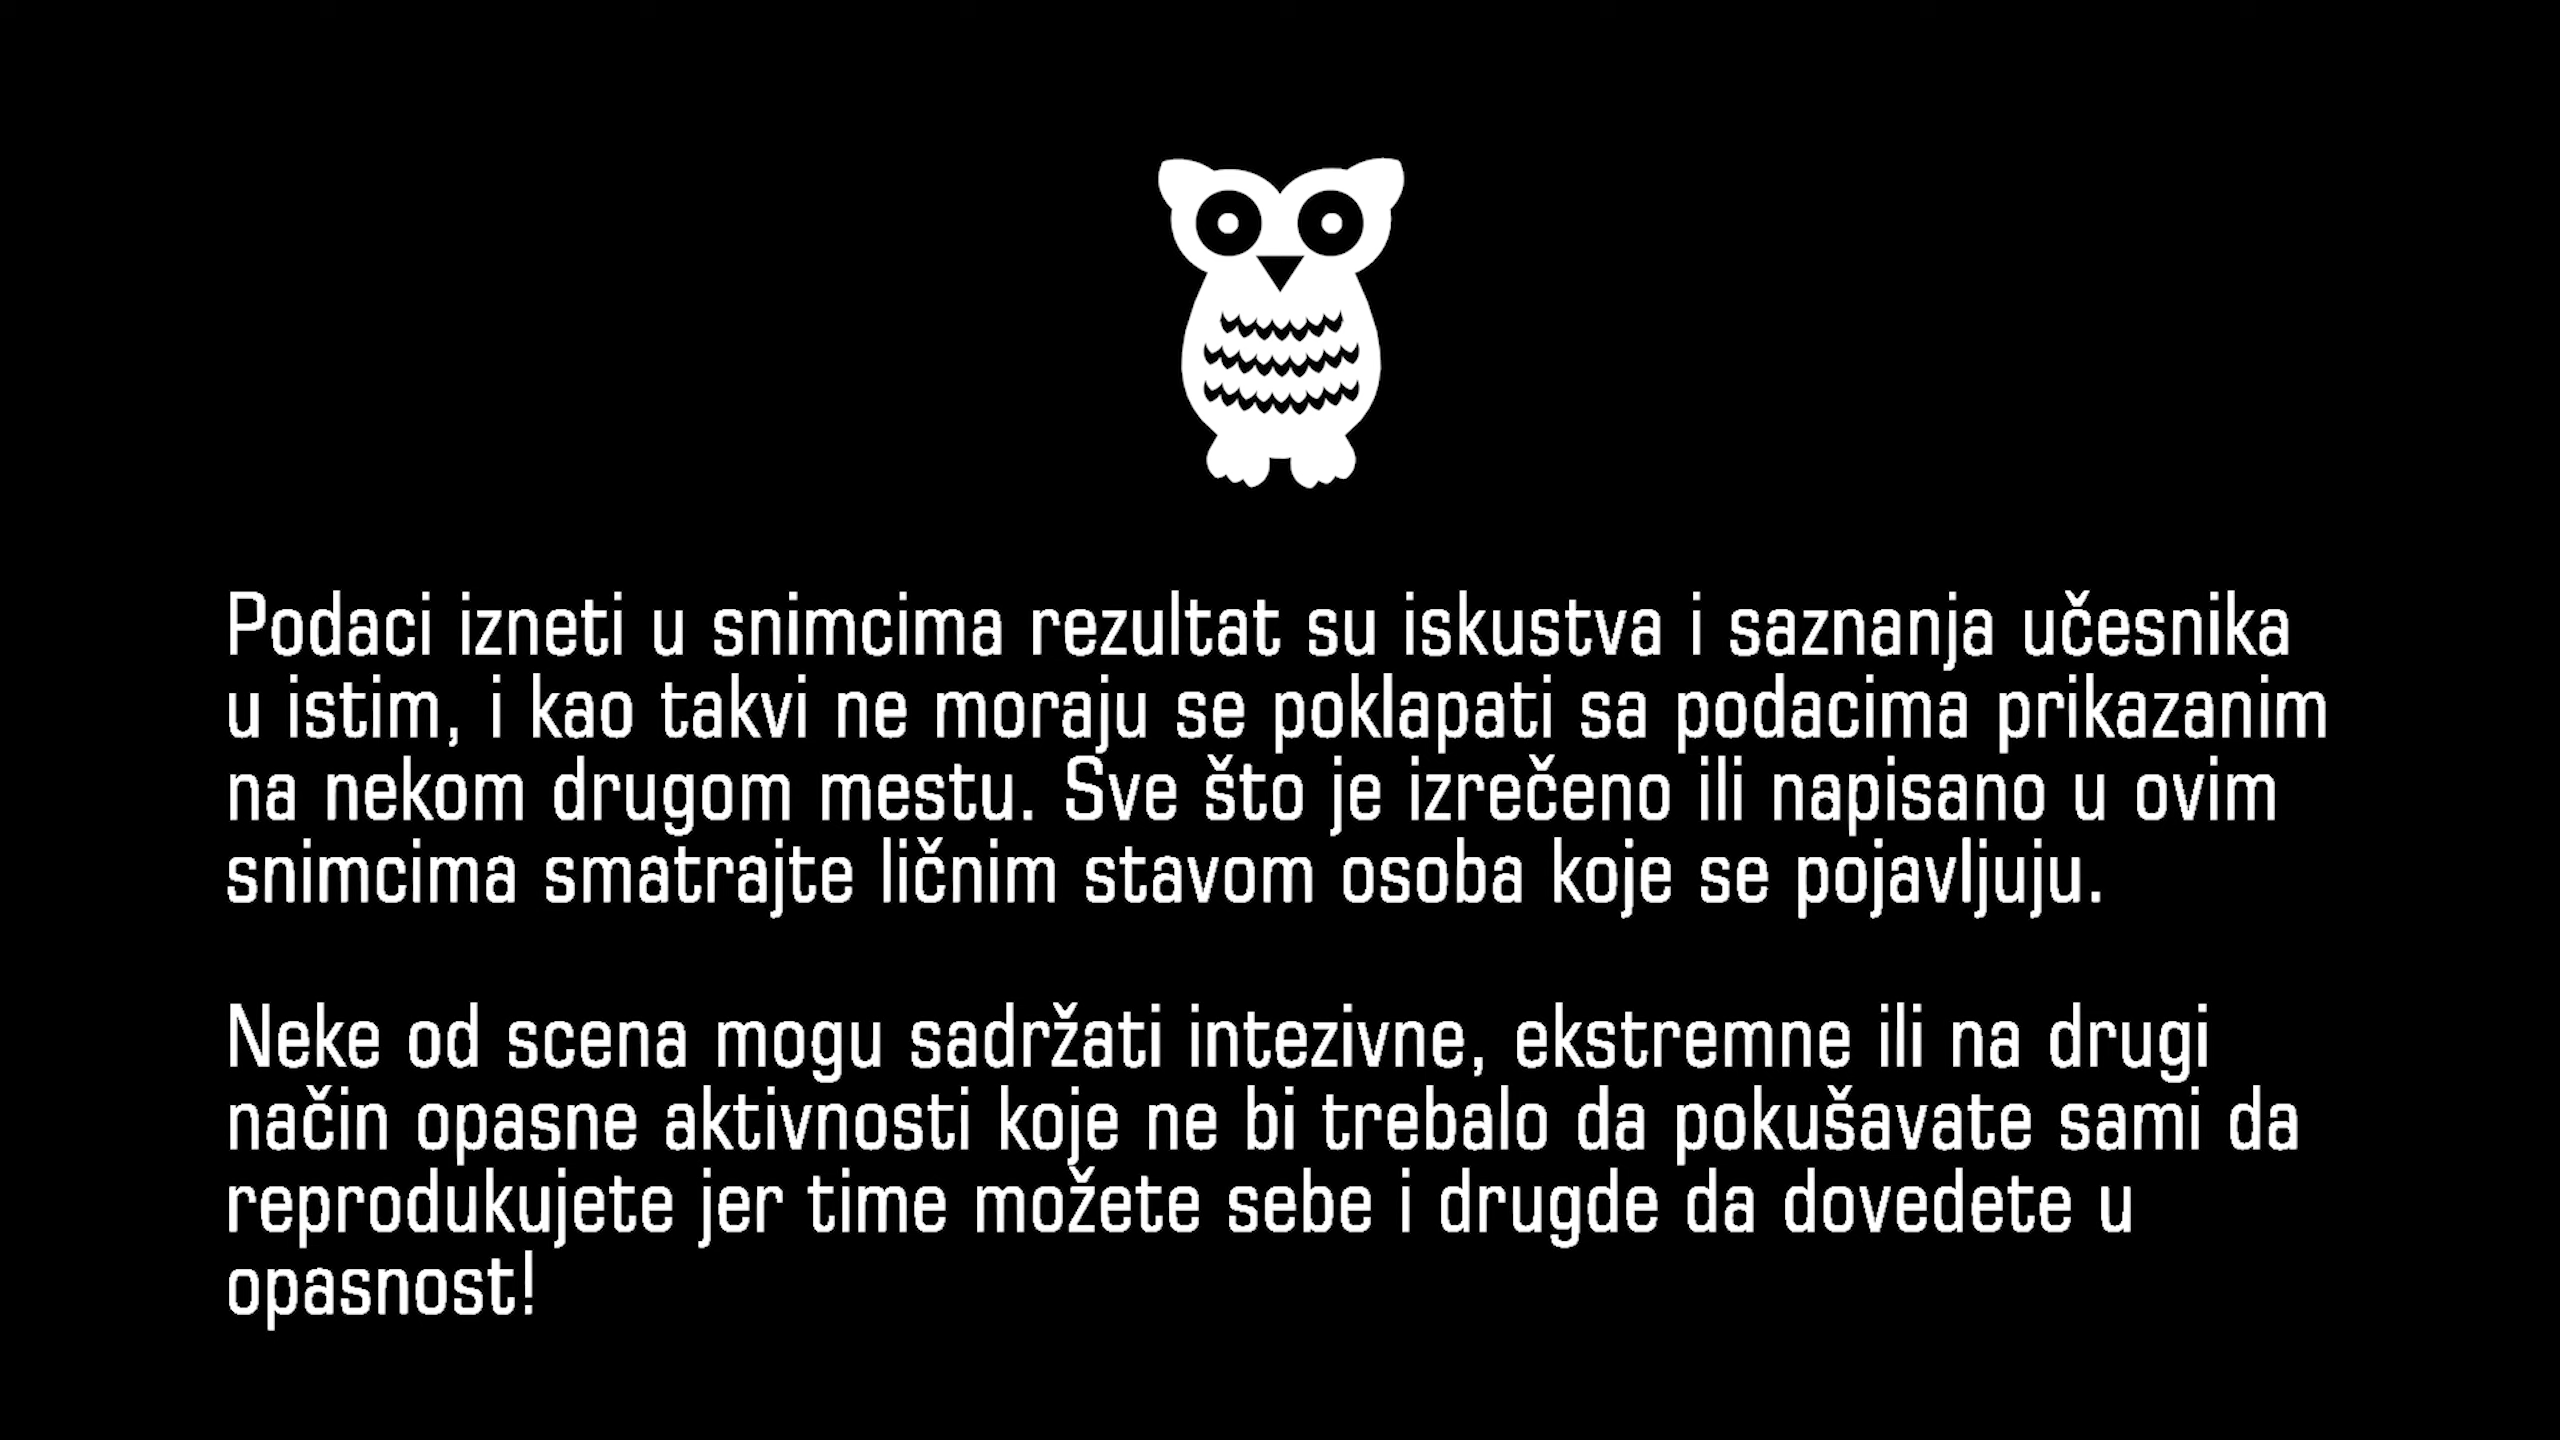 Podaci izneti u snimcima rezultat su iskustva i saznanja učesnika
u istim, i kao takvi ne moraju se poklapati sa podacima prikazanim
na nekom drugom mestu. Sve što je izrečeno ili napisano u ovim
snimcima smatrajte ličnim stavom osoba koje se pojavljuju.
Neke od scena mogu sadržati intezivne, ekstremne ili na drugi
način opasne aktivnosti koje ne bi trebalo da pokušavate sami da
reprodukujete jer time možete sebe i drugde da dovedete u
opasnost!